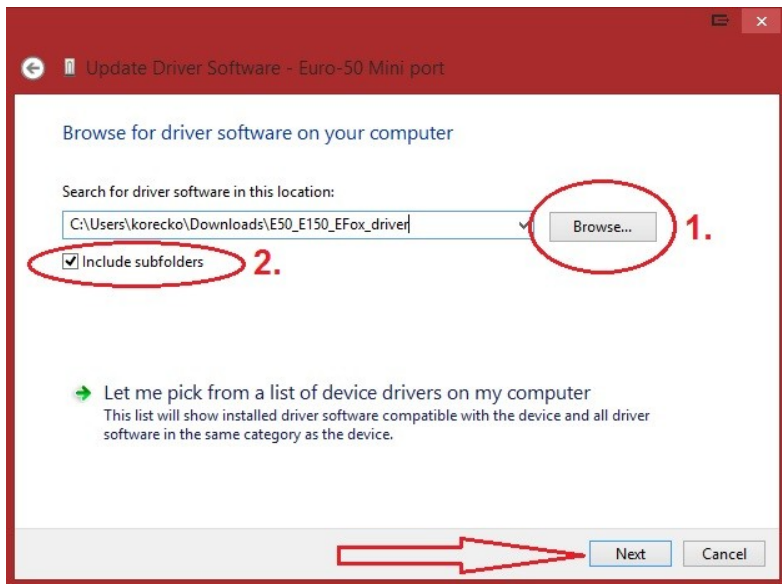 Update Driver Software - Euro-50 Mini port
Browse for driver software on your computer
Search for driver software in this location:
C:\Users\korecko\Downloads\E50_E150_EFox_driver
Browse...
1.
Include subfolders
2.
Let me pick from a list of device drivers on my computer
This list will show installed driver software compatible with the device and all driver
software in the same category as the device.
Next
Cancel